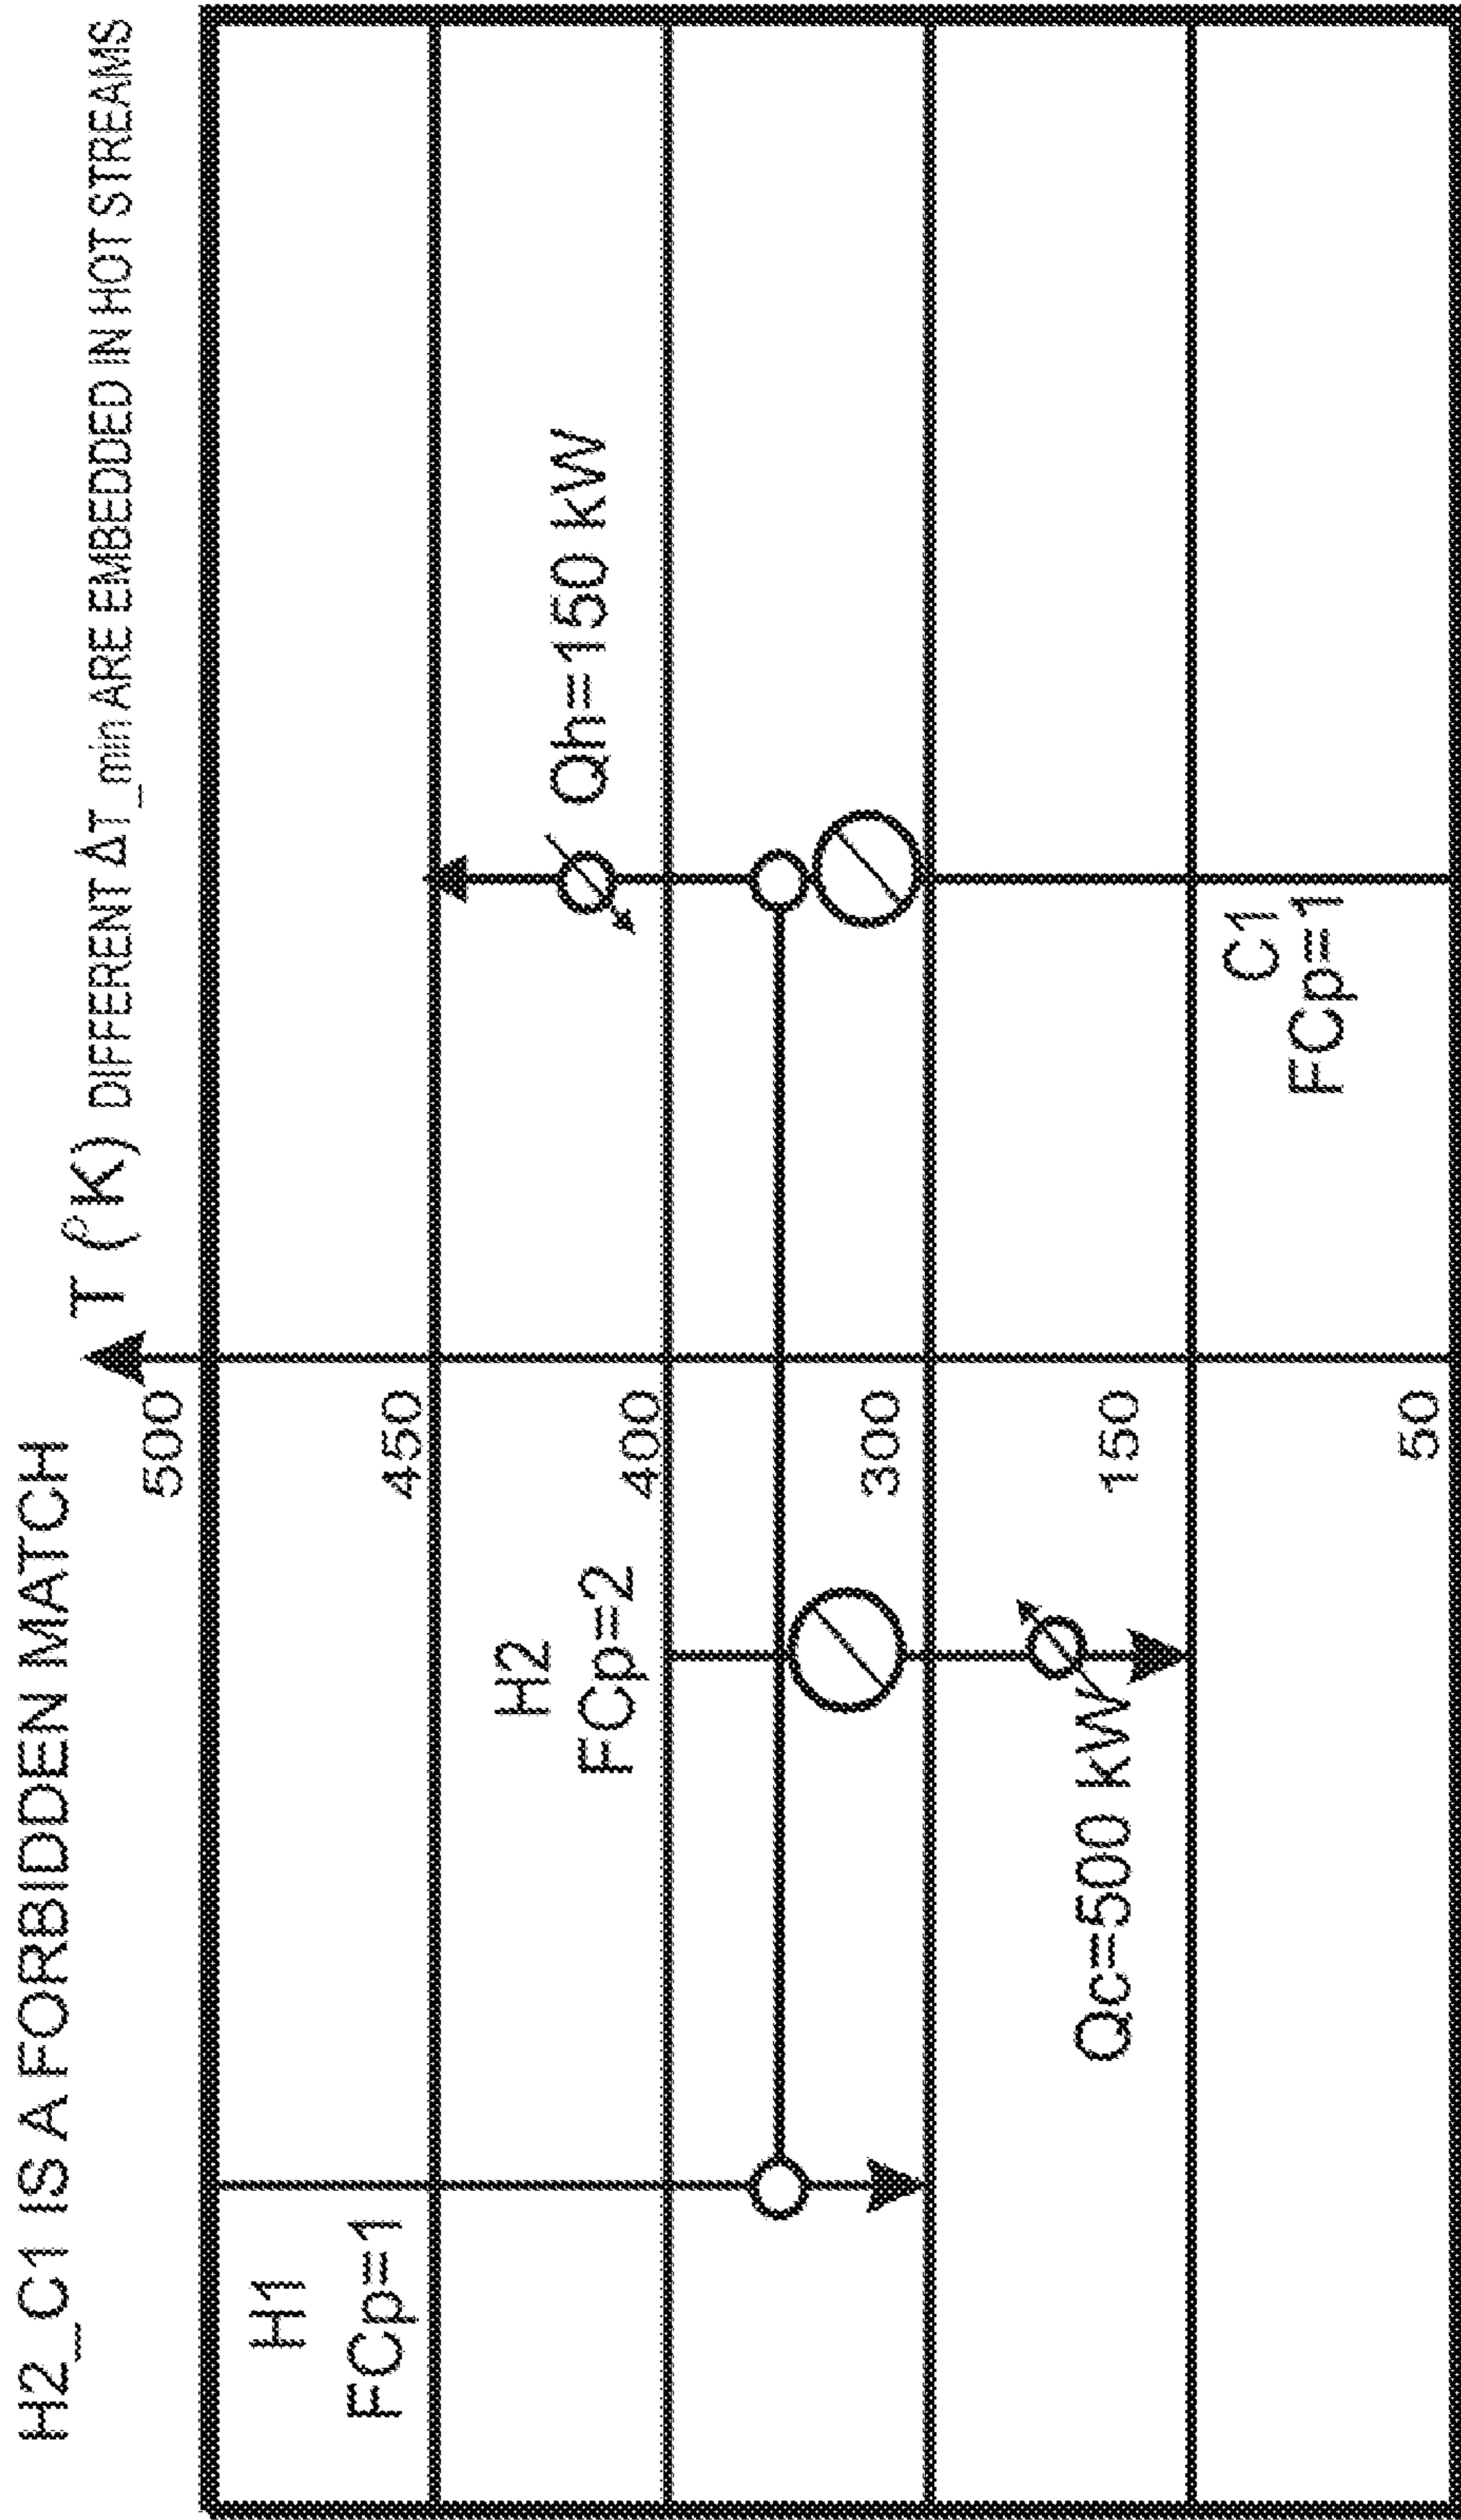 H2_C1 IS A FORBIDDEN MATCH
T (°K) DIFFERENT ΔT_min ARE EMBEDDED IN HOT STREAMS
500
H1
FCp=1
450
H2
FCp=2
400
Qh=150 kW
300
Qc=500 kW
150
C1
FCp=1
50